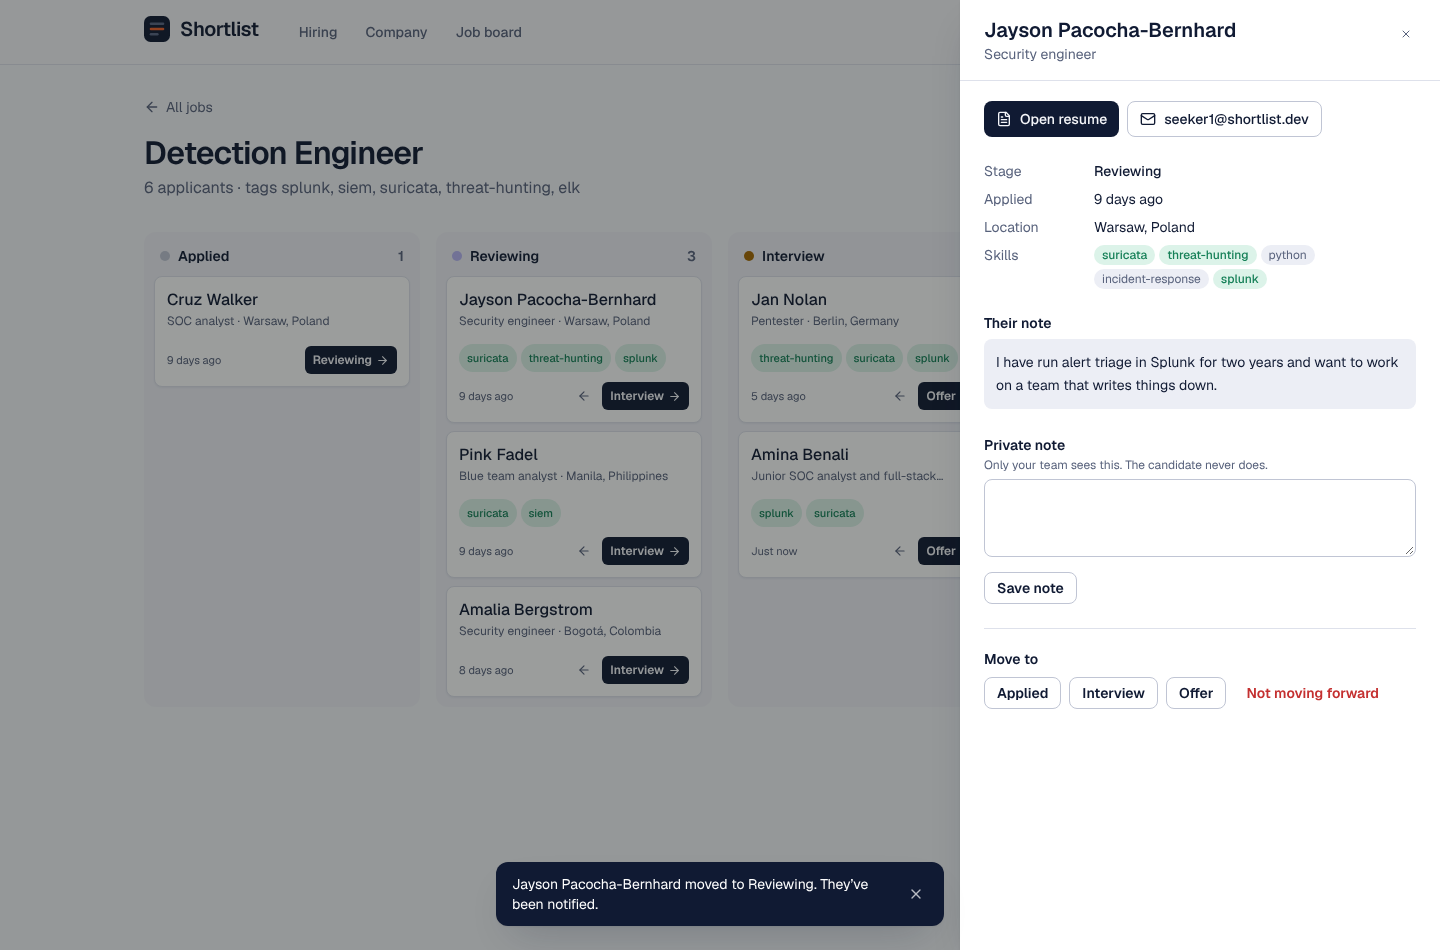 Shortlist
Hiring
Company
Job board
All jobs
Detection Engineer
6 applicants · tags splunk, siem, suricata, threat-hunting, elk
Applied
1
Cruz Walker
SOC analyst · Warsaw, Poland
9 days ago
Reviewing →
Reviewing
3
Jayson Pacocha-Bernhard
Security engineer · Warsaw, Poland
suricata threat-hunting splunk
9 days ago
← Interview →
Pink Fadel
Blue team analyst · Manila, Philippines
suricata siem
9 days ago
← Interview →
Amalia Bergstrom
Security engineer · Bogotá, Colombia
8 days ago
← Interview →
Interview
Jan Nolan
Pentester · Berlin, Germany
threat-hunting suricata splunk
5 days ago
← Offer
Amina Benali
Junior SOC analyst and full-stack...
splunk suricata
Just now
← Offer
Jayson Pacocha-Bernhard moved to Reviewing. They’ve
been notified.
Jayson Pacocha-Bernhard
Security engineer
Open resume
seeker1@shortlist.dev
Stage Reviewing
Applied 9 days ago
Location Warsaw, Poland
Skills suricata threat-hunting python
incident-response splunk
Their note
I have run alert triage in Splunk for two years and want to work
on a team that writes things down.
Private note
Only your team sees this. The candidate never does.
Save note
Move to
Applied Interview Offer Not moving forward